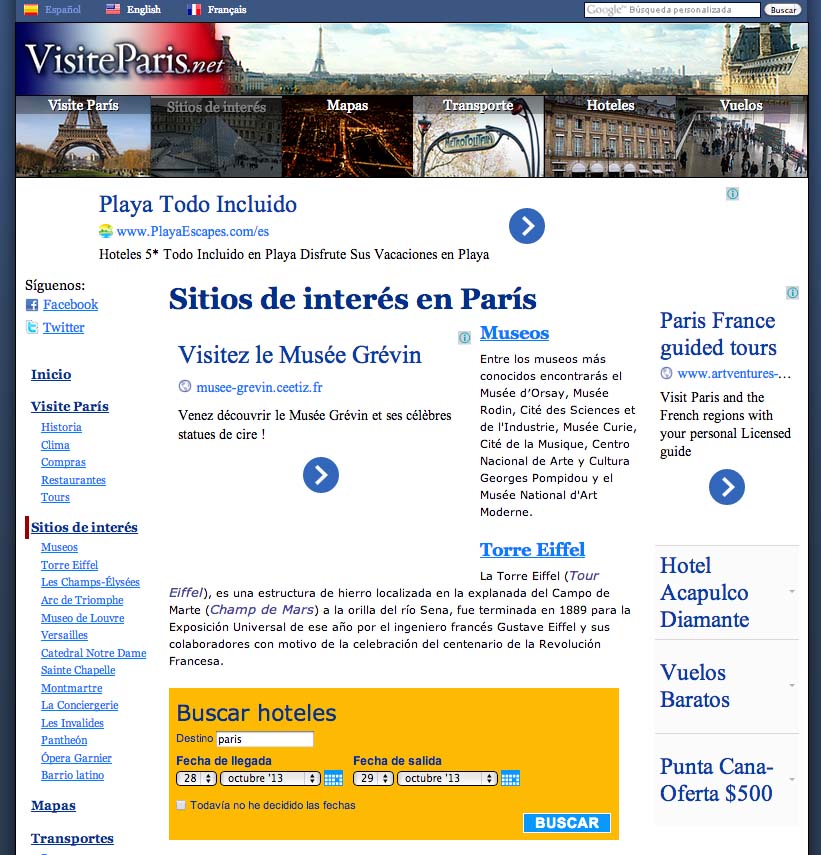 Español English Français
Google™ Búsqueda personalizada Buscar
VisiteParis.net
Visite París Sitios de interés Mapas Transporte Hoteles Vuelos
METROPOLITAIN
Playa Todo Incluido
www.PlayaEscapes.com/es
Hoteles 5* Todo Incluido en Playa Disfrute Sus Vacaciones en Playa
Síguenos:
Facebook
Twitter
Inicio
Visite París
Historia
Clima
Compras
Restaurantes
Tours
Sitios de interés
Museos
Torre Eiffel
Les Champs-Élysées
Arc de Triomphe
Museo de Louvre
Versailles
Catedral Notre Dame
Sainte Chapelle
Montmartre
La Conciergerie
Les Invalides
Pantheón
Ópera Garnier
Barrio latino
Mapas
Transportes
Sitios de interés en París
Visitez le Musée Grévin
musee-grevin.ceetiz.fr
Venez découvrir le Musée Grévin et ses célèbres
statues de cire !
Museos
Entre los museos más
conocidos encontrarás el
Musée d’Orsay, Musée
Rodin, Cité des Sciences et
de l'Industrie, Musée Curie,
Cité de la Musique, Centro
Nacional de Arte y Cultura
Georges Pompidou y el
Musée National d'Art
Moderne.
Torre Eiffel
La Torre Eiffel (Tour
Eiffel), es una estructura de hierro localizada en la explanada del Campo de
Marte (Champ de Mars) a la orilla del río Sena, fue terminada en 1889 para la
Exposición Universal de ese año por el ingeniero francés Gustave Eiffel y sus
colaboradores con motivo de la celebración del centenario de la Revolución
Francesa.
Buscar hoteles
Destino paris
Fecha de llegada Fecha de salida
28 octubre '13 29 octubre '13
Todavía no he decidido las fechas
BUSCAR
Paris France
guided tours
www.artventures-...
Visit Paris and the
French regions with
your personal Licensed
guide
Hotel
Acapulco
Diamante
Vuelos
Baratos
Punta Cana-
Oferta $500